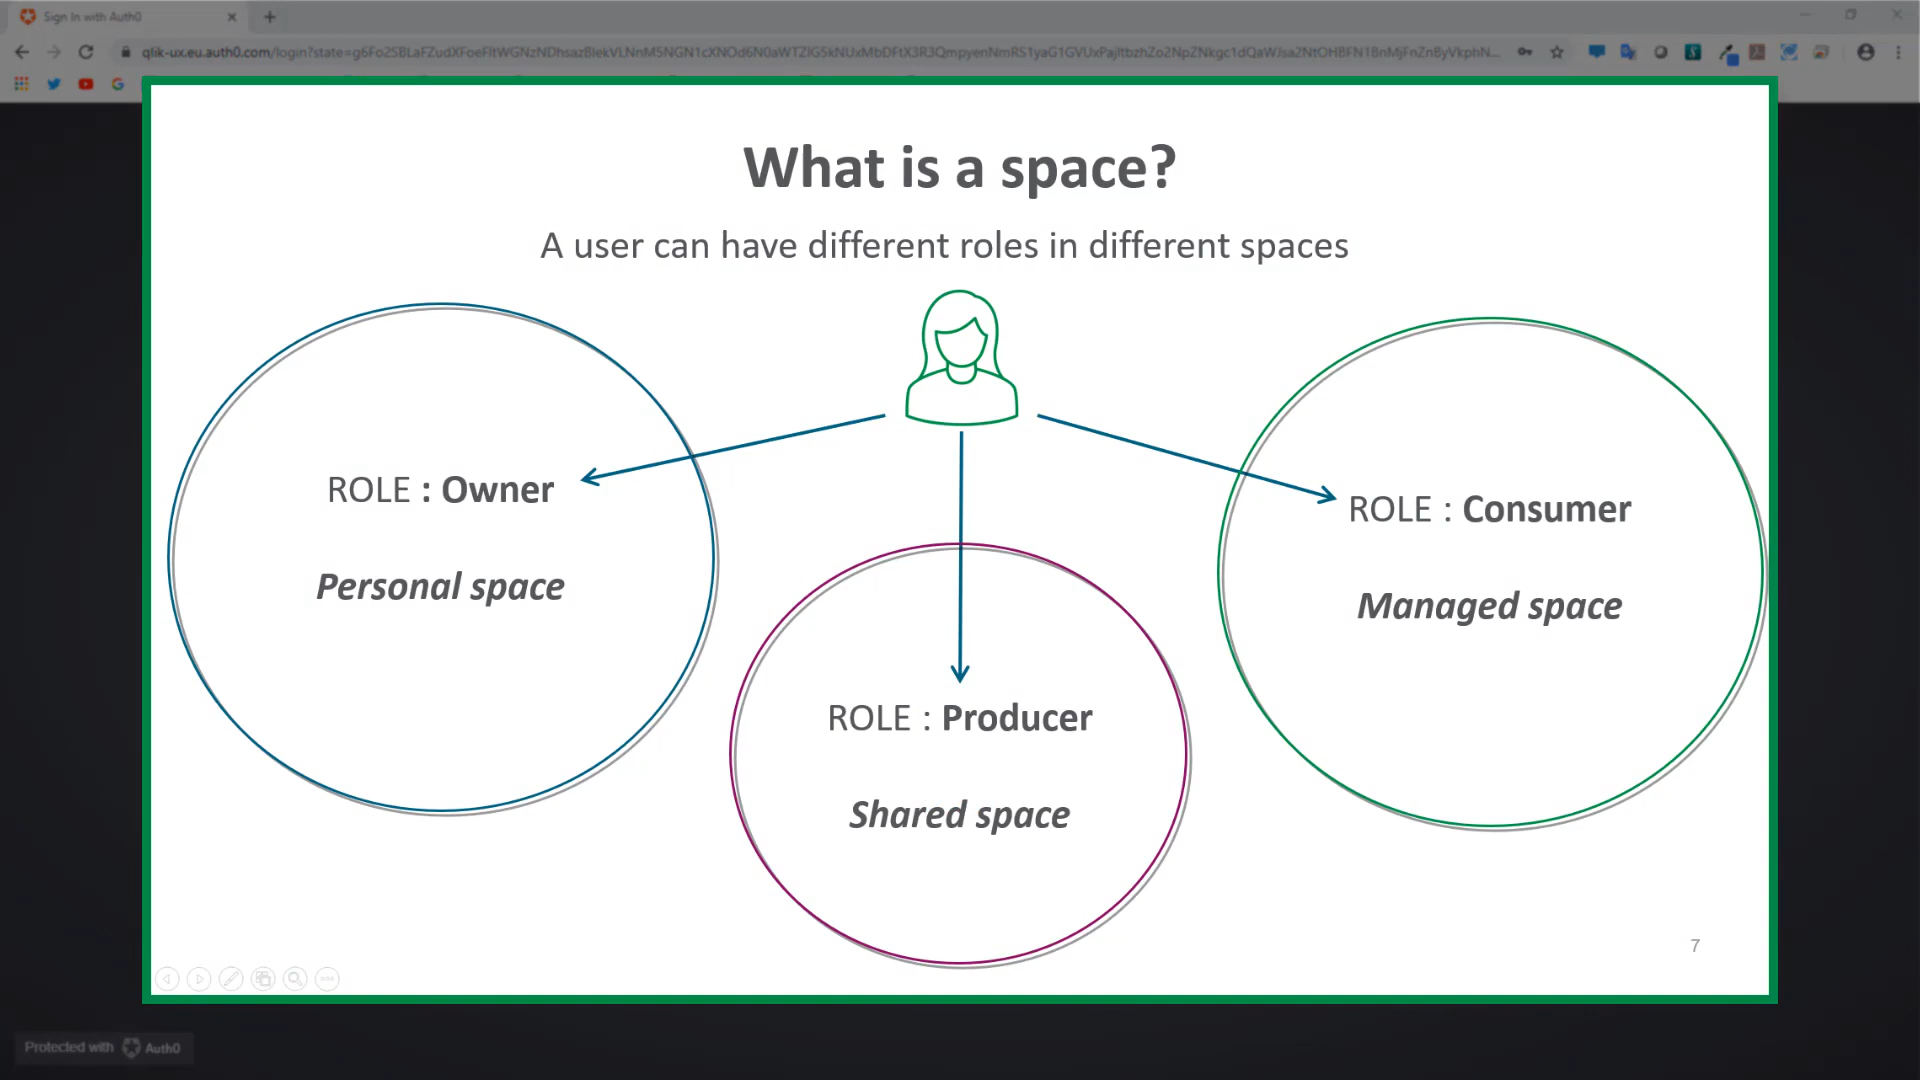 Sign In with Auth0
What is a space?
A user can have different roles in different spaces
ROLE : Owner
Personal space
ROLE : Producer
Shared space
ROLE : Consumer
Managed space
7
Protected with Auth0